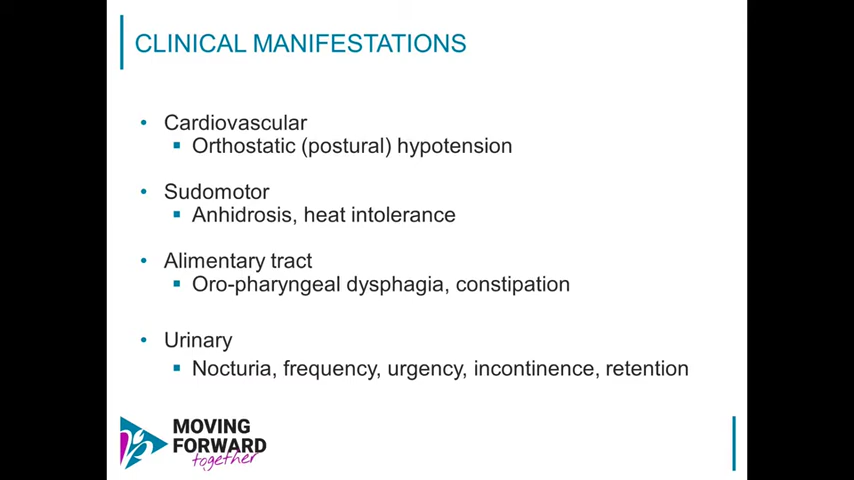 CLINICAL MANIFESTATIONS
• Cardiovascular
▪ Orthostatic (postural) hypotension
• Sudomotor
▪ Anhidrosis, heat intolerance
• Alimentary tract
▪ Oro-pharyngeal dysphagia, constipation
• Urinary
▪ Nocturia, frequency, urgency, incontinence, retention
MOVING
FORWARD
together